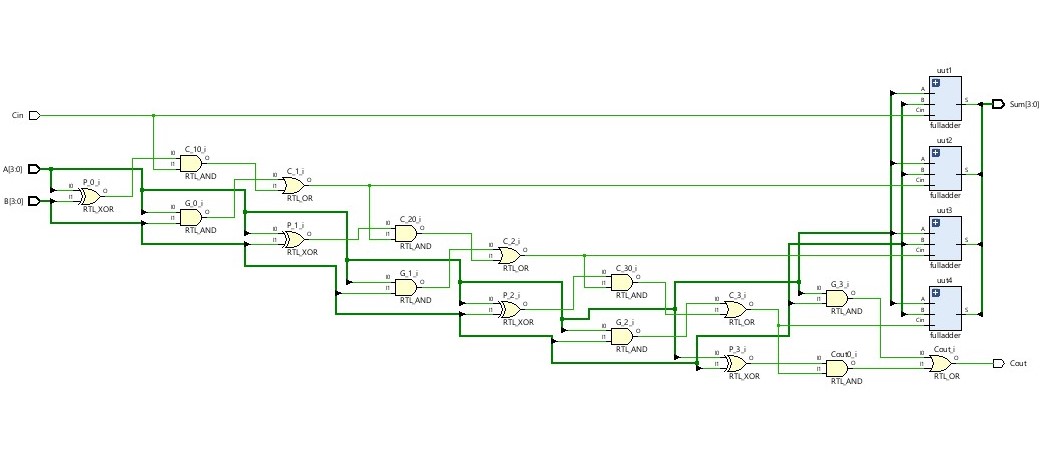 uut1
A
B
Cin
S
fulladder
Sum[3:0]
Cin
uut2
A
B
Cin
S
fulladder
C_10_i
I0
I1
O
RTL_AND
A[3:0]
B[3:0]
P_0_i
I0
I1
O
RTL_XOR
C_1_i
I0
I1
O
RTL_OR
G_0_i
I0
I1
O
RTL_AND
uut3
A
B
Cin
S
fulladder
P_1_i
I0
I1
O
RTL_XOR
C_20_i
I0
I1
O
RTL_AND
C_2_i
I0
I1
O
RTL_OR
G_1_i
I0
I1
O
RTL_AND
C_30_i
I0
I1
O
RTL_AND
uut4
A
B
Cin
S
fulladder
G_3_i
I0
I1
O
RTL_AND
P_2_i
I0
I1
O
RTL_XOR
C_3_i
I0
I1
O
RTL_OR
G_2_i
I0
I1
O
RTL_AND
P_3_i
I0
I1
O
RTL_XOR
Cout0_i
I0
I1
O
RTL_AND
Cout_i
I0
I1
O
RTL_OR
Cout